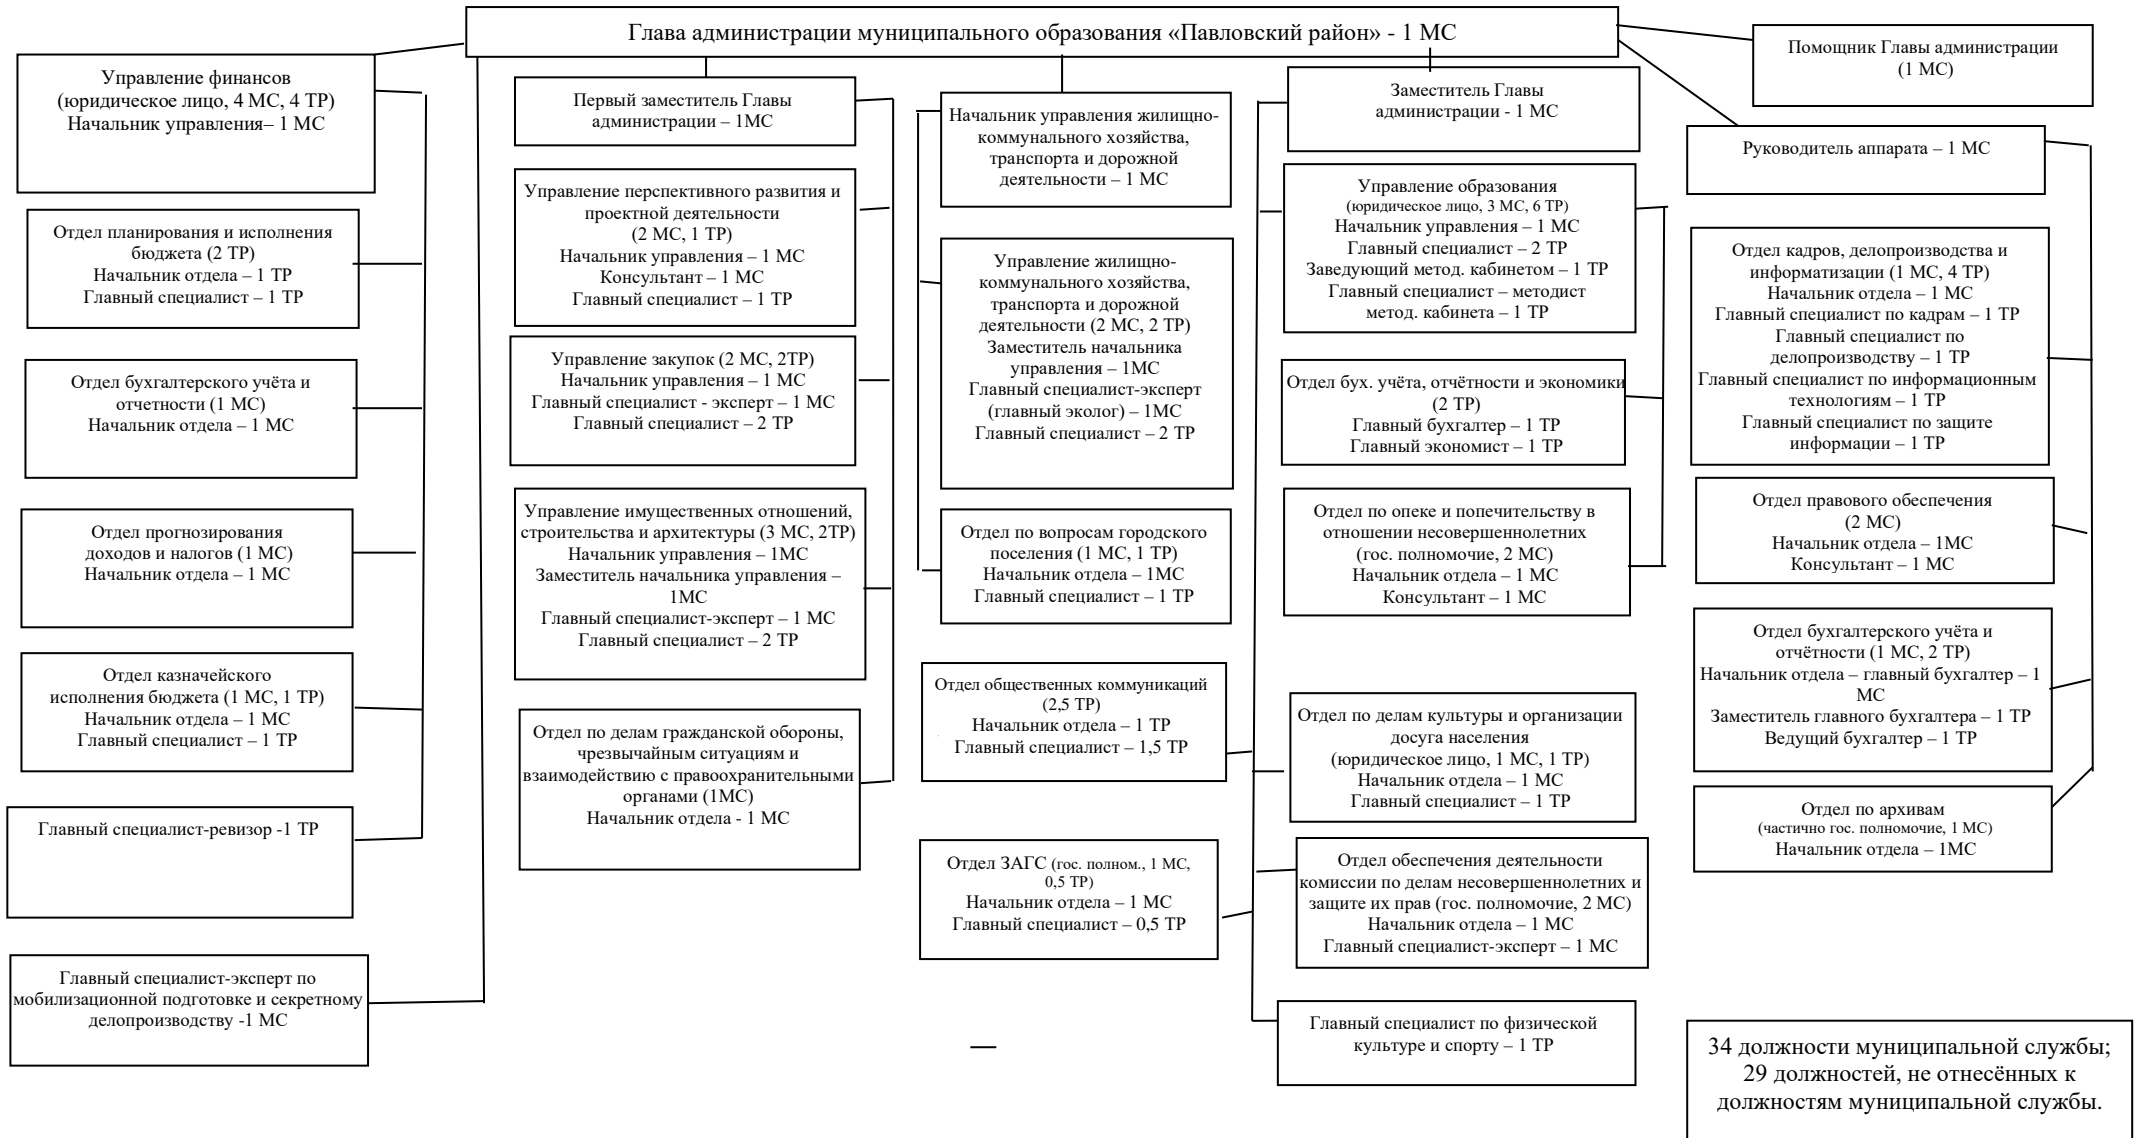 Глава администрации муниципального образования «Павловский район» - 1 МС
Помощник Главы администрации
(1 МС)
Управление финансов
(юридическое лицо, 4 МС, 4 ТР)
Начальник управления– 1 МС
Отдел планирования и исполнения
бюджета (2 ТР)
Начальник отдела – 1 ТР
Главный специалист – 1 ТР
Отдел бухгалтерского учёта и
отчетности (1 МС)
Начальник отдела – 1 МС
Отдел прогнозирования
доходов и налогов (1 МС)
Начальник отдела – 1 МС
Отдел казначейского
исполнения бюджета (1 МС, 1 ТР)
Начальник отдела – 1 МС
Главный специалист – 1 ТР
Главный специалист-ревизор -1 ТР
Главный специалист-эксперт по
мобилизационной подготовке и секретному
делопроизводству -1 МС
Первый заместитель Главы
администрации – 1МС
Управление перспективного развития и
проектной деятельности
(2 МС, 1 ТР)
Начальник управления – 1 МС
Консультант – 1 МС
Главный специалист – 1 ТР
Управление закупок (2 МС, 2ТР)
Начальник управления – 1 МС
Главный специалист - эксперт – 1 МС
Главный специалист – 2 ТР
Управление имущественных отношений,
строительства и архитектуры (3 МС, 2ТР)
Начальник управления – 1МС
Заместитель начальника управления –
1МС
Главный специалист-эксперт – 1 МС
Главный специалист – 2 ТР
Отдел по делам гражданской обороны,
чрезвычайным ситуациям и
взаимодействию с правоохранительными
органами (1МС)
Начальник отдела - 1 МС
Начальник управления жилищно-
коммунального хозяйства,
транспорта и дорожной
деятельности – 1 МС
Управление жилищно-
коммунального хозяйства,
транспорта и дорожной
деятельности (2 МС, 2 ТР)
Заместитель начальника
управления – 1МС
Главный специалист-эксперт
(главный эколог) – 1МС
Главный специалист – 2 ТР
Отдел по вопросам городского
поселения (1 МС, 1 ТР)
Начальник отдела – 1МС
Главный специалист – 1 ТР
Отдел общественных коммуникаций
(2,5 ТР)
Начальник отдела – 1 ТР
Главный специалист – 1,5 ТР
Отдел ЗАГС (гос. полном., 1 МС,
0,5 ТР)
Начальник отдела – 1 МС
Главный специалист – 0,5 ТР
Заместитель Главы
администрации - 1 МС
Управление образования
(юридическое лицо, 3 МС, 6 ТР)
Начальник управления – 1 МС
Главный специалист – 2 ТР
Заведующий метод. кабинетом – 1 ТР
Главный специалист – методист
метод. кабинета – 1 ТР
Отдел бух. учёта, отчётности и экономики
(2 ТР)
Главный бухгалтер – 1 ТР
Главный экономист – 1 ТР
Отдел по опеке и попечительству в
отношении несовершеннолетних
(гос. полномочие, 2 МС)
Начальник отдела – 1 МС
Консультант – 1 МС
Отдел по делам культуры и организации
досуга населения
(юридическое лицо, 1 МС, 1 ТР)
Начальник отдела – 1 МС
Главный специалист – 1 ТР
Отдел обеспечения деятельности
комиссии по делам несовершеннолетних и
защите их прав (гос. полномочие, 2 МС)
Начальник отдела – 1 МС
Главный специалист-эксперт – 1 МС
Главный специалист по физической
культуре и спорту – 1 ТР
Руководитель аппарата – 1 МС
Отдел кадров, делопроизводства и
информатизации (1 МС, 4 ТР)
Начальник отдела – 1 МС
Главный специалист по кадрам – 1 ТР
Главный специалист по
делопроизводству – 1 ТР
Главный специалист по информационным
технологиям – 1 ТР
Главный специалист по защите
информации – 1 ТР
Отдел правового обеспечения
(2 МС)
Начальник отдела – 1МС
Консультант – 1 МС
Отдел бухгалтерского учёта и
отчётности (1 МС, 2 ТР)
Начальник отдела – главный бухгалтер – 1
МС
Заместитель главного бухгалтера – 1 ТР
Ведущий бухгалтер – 1 ТР
Отдел по архивам
(частично гос. полномочие, 1 МС)
Начальник отдела – 1МС
34 должности муниципальной службы;
29 должностей, не отнесённых к
должностям муниципальной службы.